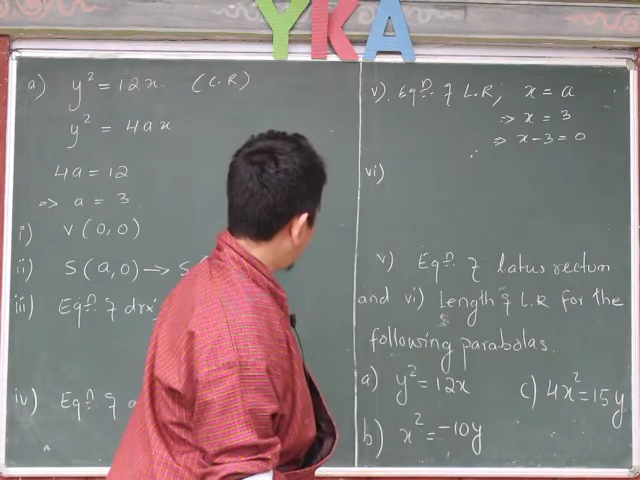 YKA
a) y² = 12x (C.R)
y² = 4ax
4a = 12
⇒ a = 3
i) V(0,0)
ii) S(a,0) → S
iii) Eqn. of drx
iv) Eqn. of a
v). Eqn. of L.R, x = a
⇒ x = 3
⇒ x-3 = 0
vi)
v) Eqn. of latus rectum
and vi) Length of L.R for the
following parabolas.
a) y² = 12x c) 4x² = 15y
b) x² = -10y